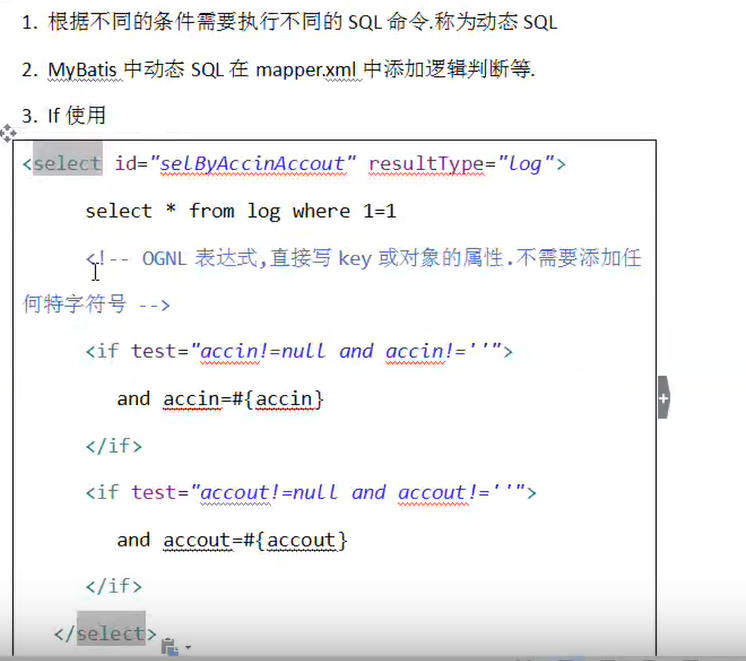 1. 根据不同的条件需要执行不同的 SQL 命令.称为动态 SQL
2. MyBatis 中动态 SQL 在 mapper.xml 中添加逻辑判断等.
3. If 使用
<select id="selByAccinAccout" resultType="log">
select * from log where 1=1
<!-- OGNL 表达式,直接写 key 或对象的属性.不需要添加任
何特字符号 -->
<if test="accin!=null and accin!=''">
and accin=#{accin}
</if>
<if test="accout!=null and accout!=''">
and accout=#{accout}
</if>
</select>